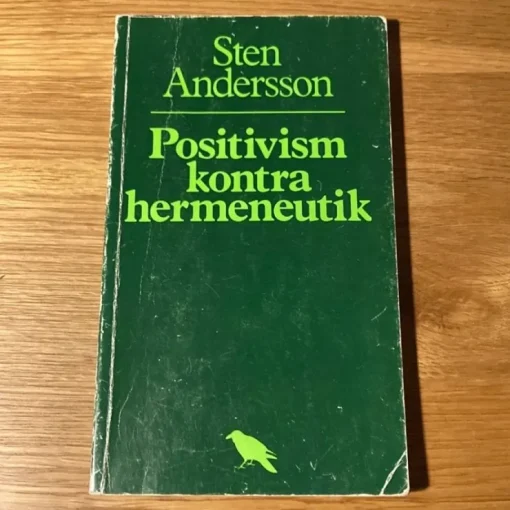 Sten
Andersson
Positivism
kontra
hermeneutik